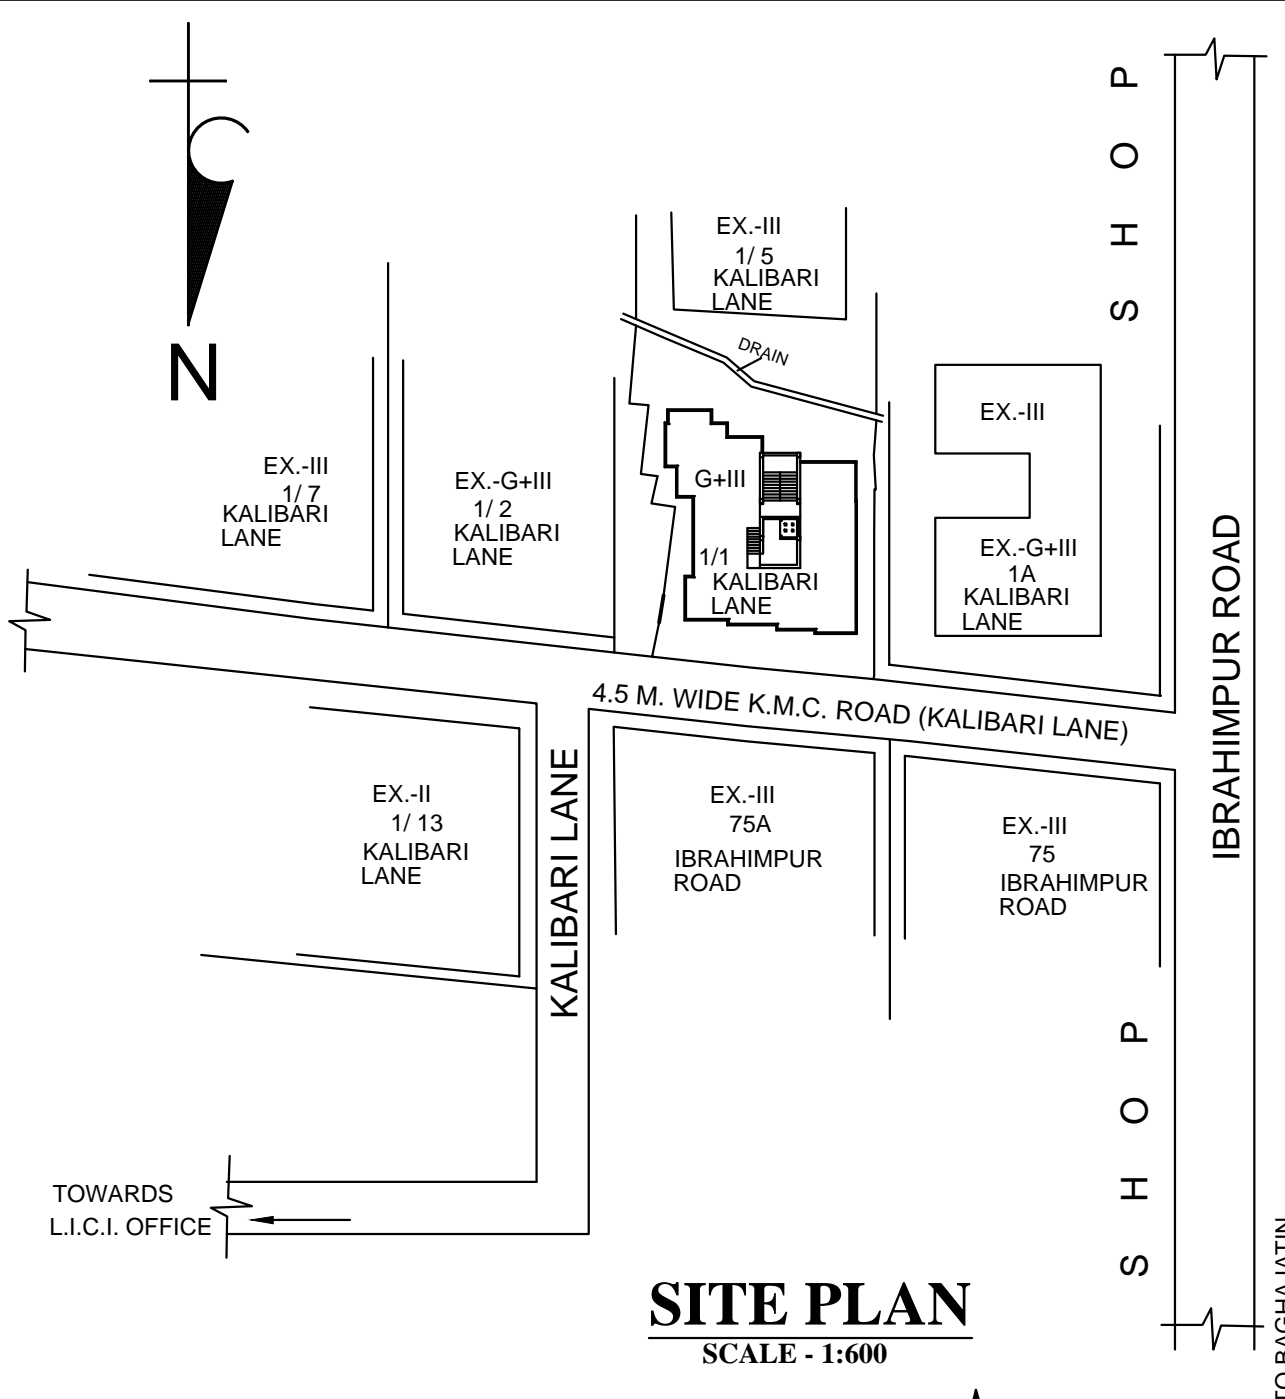 N
EX.-III
1/ 5
KALIBARI
LANE
DRAIN
S H O P
EX.-III
1/ 7
KALIBARI
LANE
EX.-G+III
1/ 2
KALIBARI
LANE
G+III
1/1
KALIBARI
LANE
EX.-III
EX.-G+III
1A
KALIBARI
LANE
IBRAHIMPUR ROAD
4.5 M. WIDE K.M.C. ROAD (KALIBARI LANE)
EX.-II
1/ 13
KALIBARI
LANE
KALIBARI LANE
EX.-III
75A
IBRAHIMPUR
ROAD
EX.-III
75
IBRAHIMPUR
ROAD
S H O P
TOWARDS
L.I.C.I. OFFICE
SITE PLAN
SCALE - 1:600